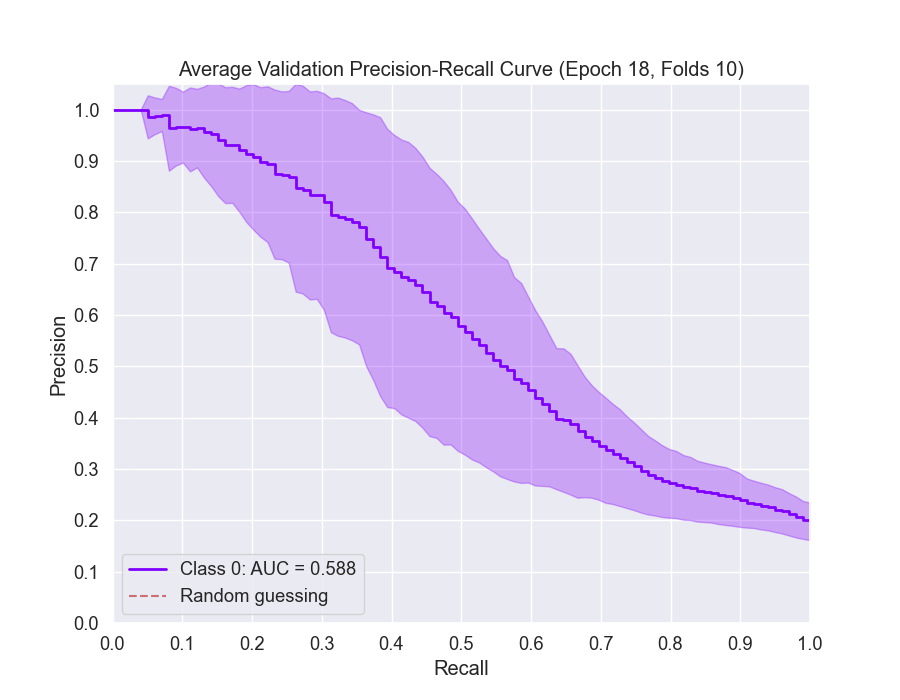 Average Validation Precision-Recall Curve (Epoch 18, Folds 10)
1.0
0.9
0.8
0.7
0.6
0.5
0.4
0.3
0.2
0.1
0.0
Precision
Class 0: AUC = 0.588
Random guessing
0.0 0.1 0.2 0.3 0.4 0.5 0.6 0.7 0.8 0.9 1.0
Recall